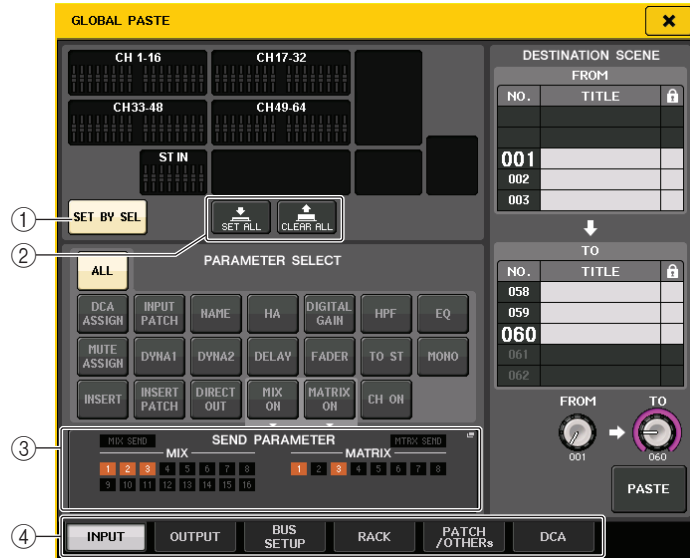 GLOBAL PASTE
CH 1-16
CH17-32
CH33-48
CH49-64
ST IN
① SET BY SEL
② SET ALL
CLEAR ALL
ALL
PARAMETER SELECT
DCA ASSIGN
INPUT PATCH
NAME
HA
DIGITAL GAIN
HPF
EQ
MUTE ASSIGN
DYNA1
DYNA2
DELAY
FADER
TO ST
MONO
INSERT
INSERT PATCH
DIRECT OUT
MIX ON
MATRIX ON
CH ON
③
MIX SEND
SEND PARAMETER
MTRX SEND
MIX
MATRIX
1 2 3 4 5 6 7 8
9 10 11 12 13 14 15 16
1 2 3 4 5 6 7 8
④ INPUT
OUTPUT
BUS SETUP
RACK
PATCH /OTHERs
DCA
DESTINATION SCENE
FROM
NO. TITLE
001
002
003
TO
NO. TITLE
058
059
060
061
062
FROM
TO
001
060
PASTE